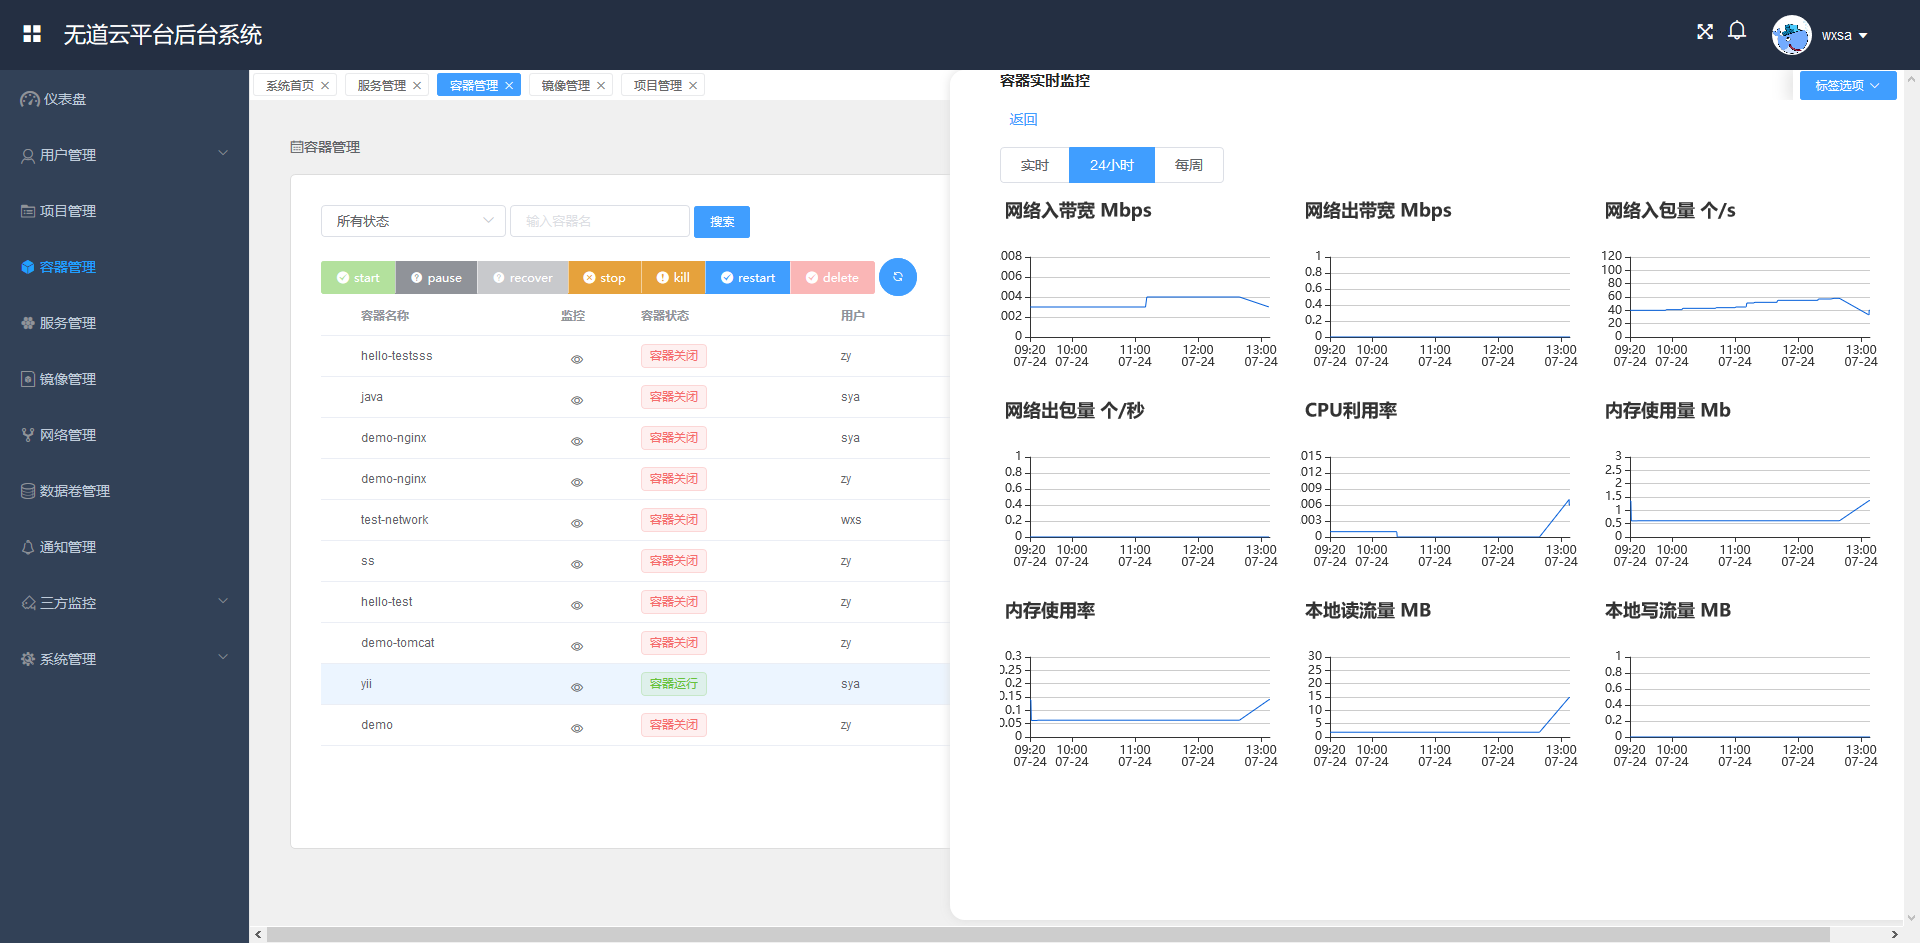 无道云平台后台系统
wxsa
仪表盘
用户管理
项目管理
容器管理
服务管理
镜像管理
网络管理
数据卷管理
通知管理
三方监控
系统管理
系统首页 服务管理 容器管理 镜像管理 项目管理
标签选项
容器管理
所有状态 输入容器名 搜索
start pause recover stop kill restart delete
容器名称 监控 容器状态 用户
hello-testsss 容器关闭 zy
java 容器关闭 sya
demo-nginx 容器关闭 sya
demo-nginx 容器关闭 zy
test-network 容器关闭 wxs
ss 容器关闭 zy
hello-test 容器关闭 zy
demo-tomcat 容器关闭 zy
yii 容器运行 sya
demo 容器关闭 zy
容器实时监控
返回
实时 24小时 每周
网络入带宽 Mbps
008
006
004
002
0
09:20 10:00 11:00 12:00 13:00
07-24 07-24 07-24 07-24 07-24
网络出带宽 Mbps
1
0.8
0.6
0.4
0.2
0
09:20 10:00 11:00 12:00 13:00
07-24 07-24 07-24 07-24 07-24
网络入包量 个/s
120
100
80
60
40
20
0
09:20 10:00 11:00 12:00 13:00
07-24 07-24 07-24 07-24 07-24
网络出包量 个/秒
1
0.8
0.6
0.4
0.2
0
09:20 10:00 11:00 12:00 13:00
07-24 07-24 07-24 07-24 07-24
CPU利用率
015
012
009
006
003
0
09:20 10:00 11:00 12:00 13:00
07-24 07-24 07-24 07-24 07-24
内存使用量 Mb
3
2.5
2
1.5
1
0.5
0
09:20 10:00 11:00 12:00 13:00
07-24 07-24 07-24 07-24 07-24
内存使用率
0.3
0.25
0.2
0.15
0.1
0.05
0
09:20 10:00 11:00 12:00 13:00
07-24 07-24 07-24 07-24 07-24
本地读流量 MB
30
25
20
15
10
5
0
09:20 10:00 11:00 12:00 13:00
07-24 07-24 07-24 07-24 07-24
本地写流量 MB
1
0.8
0.6
0.4
0.2
0
09:20 10:00 11:00 12:00 13:00
07-24 07-24 07-24 07-24 07-24